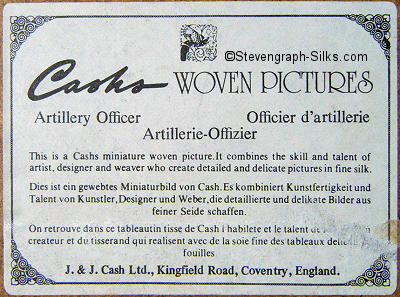 ©Stevengraph-Silks.com
Cashs WOVEN PICTURES
Artillery Officer Officier d'artillerie
Artillerie-Offizier
This is a Cashs miniature woven picture.It combines the skill and talent of
artist, designer and weaver who create detailed and delicate pictures in fine silk.
Dies ist ein gewebtes Miniaturbild von Cash.Es kombiniert Kunstfertigkeit und
Talent von Kunstler,Designer und Weber,die detaillierte und delikate Bilder aus
feiner Seide schaffen.
On retrouve dans ce tableautin tisse de Cash i habilete et le talent de
createur et du tisserand qui realisent avec de la soie fine des tableaux
fouilles
J. & J. Cash Ltd., Kingfield Road, Coventry, England.